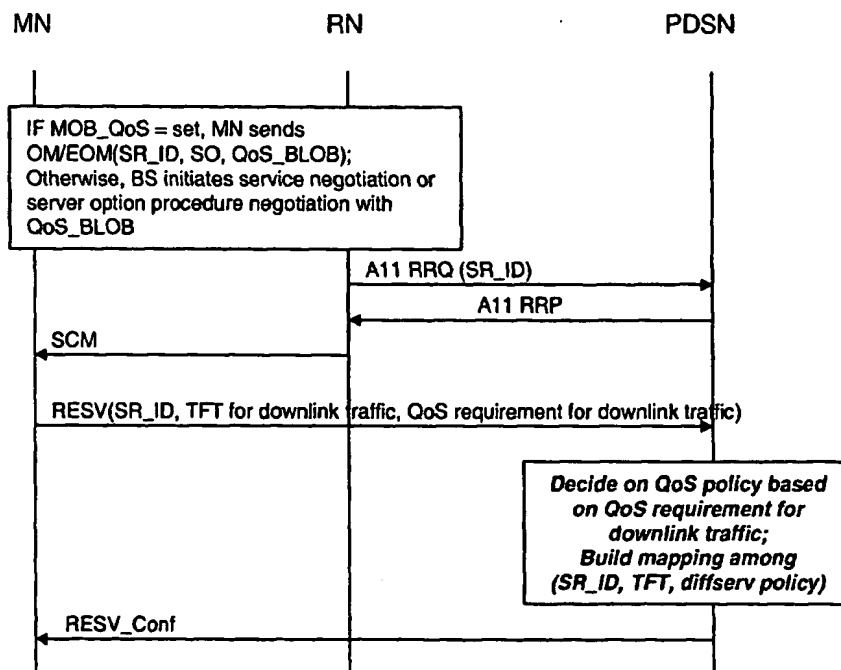 MN RN PDSN
IF MOB_QoS = set, MN sends
OM/EOM(SR_ID, SO, QoS_BLOB);
Otherwise, BS initiates service negotiation or
server option procedure negotiation with
QoS_BLOB
A11 RRQ (SR_ID)
A11 RRP
SCM
RESV(SR_ID, TFT for downlink traffic, QoS requirement for downlink traffic)
Decide on QoS policy based
on QoS requirement for
downlink traffic;
Build mapping among
(SR_ID, TFT, diffserv policy)
RESV_Conf